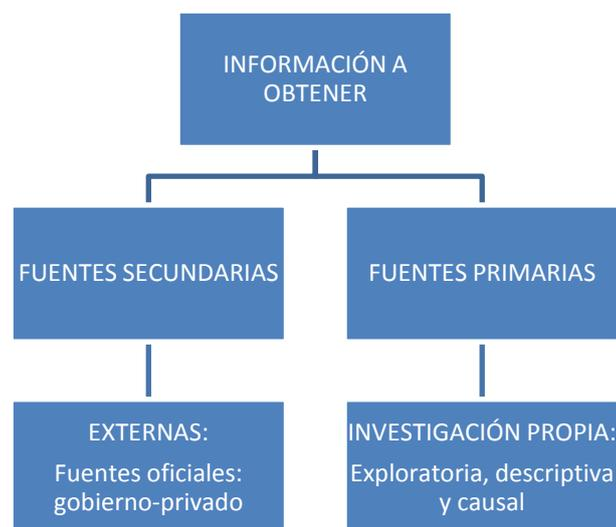 INFORMACIÓN A
OBTENER
FUENTES SECUNDARIAS
FUENTES PRIMARIAS
EXTERNAS:
Fuentes oficiales:
gobierno-privado
INVESTIGACIÓN PROPIA:
Exploratoria, descriptiva
y causal